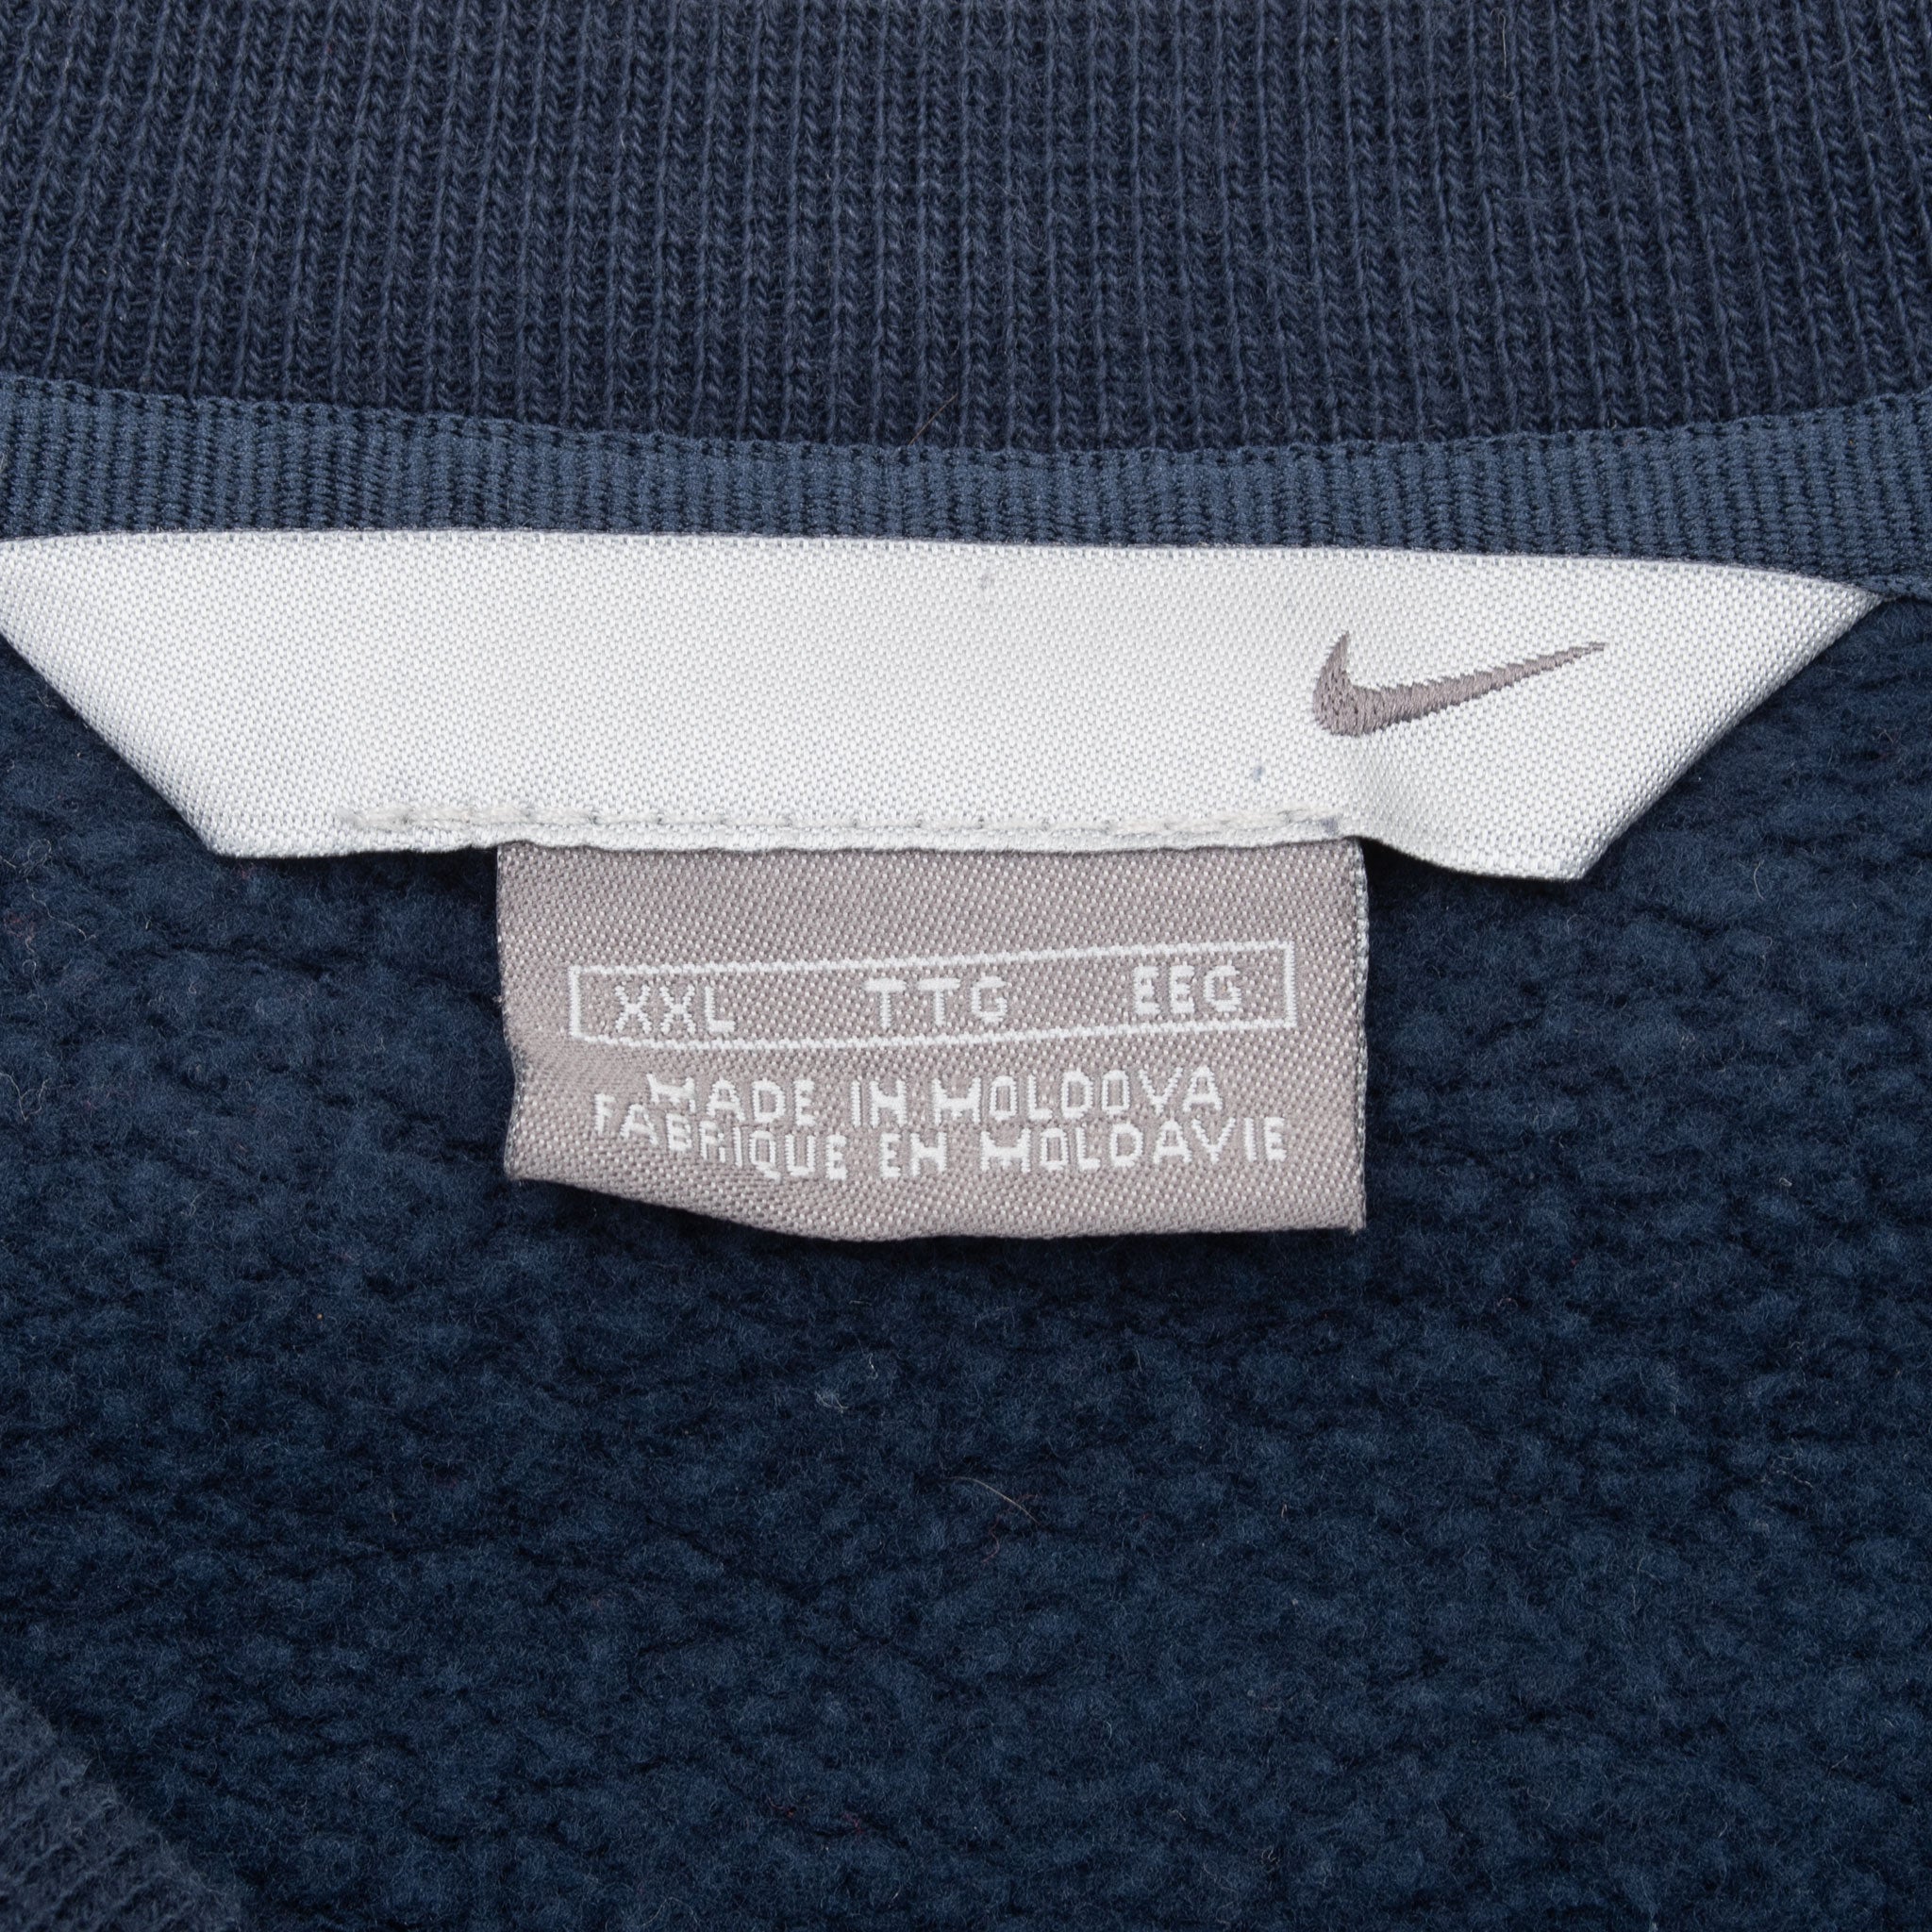 XXL TTG EEG
MADE IN MOLDOVA
FABRIQUE EN MOLDAVIE